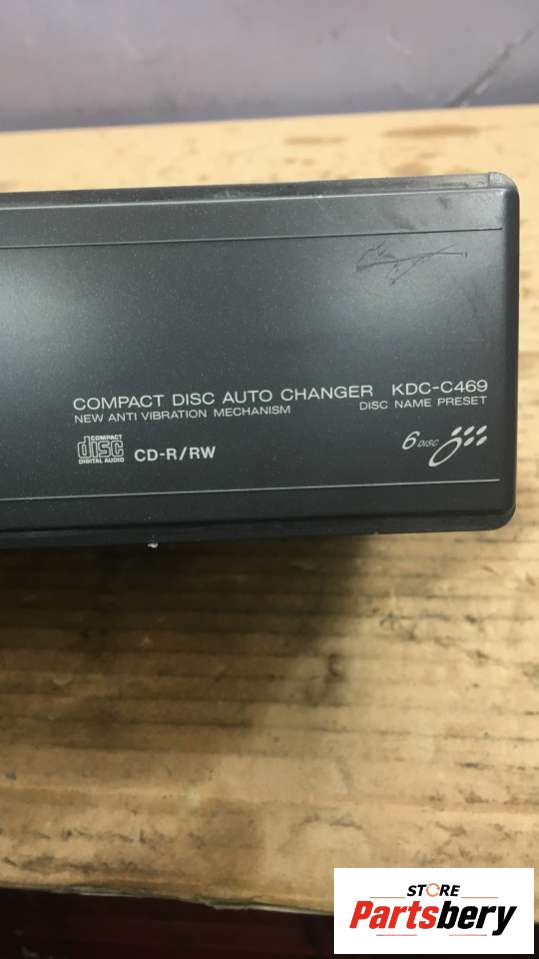 COMPACT DISC AUTO CHANGER KDC-C469
NEW ANTI VIBRATION MECHANISM DISC NAME PRESET
COMPACT
disc
DIGITAL AUDIO
CD-R/RW
6 DISC
STORE
Partsbery